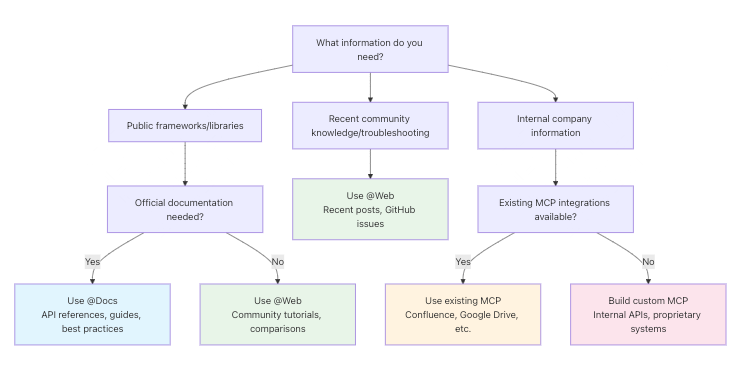 What information do you
need?
Public frameworks/libraries
Recent community
knowledge/troubleshooting
Internal company
information
Official documentation
needed?
Use @Web
Recent posts, GitHub
issues
Existing MCP integrations
available?
Yes
No
Yes
No
Use @Docs
API references, guides,
best practices
Use @Web
Community tutorials,
comparisons
Use existing MCP
Confluence, Google Drive,
etc.
Build custom MCP
Internal APIs, proprietary
systems